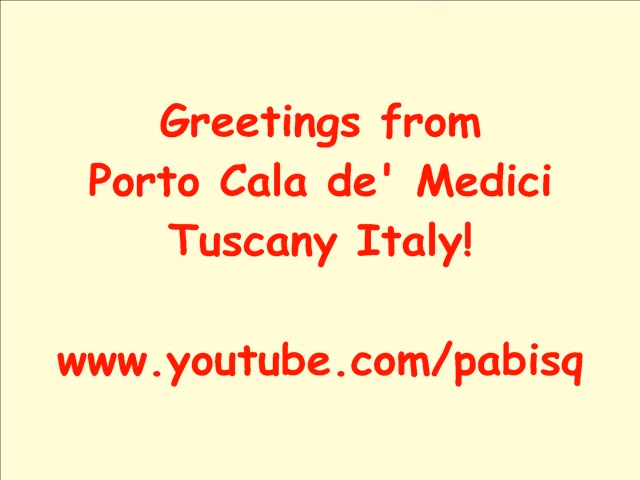 Greetings from
Porto Cala de' Medici
Tuscany Italy!
www.youtube.com/pabisq